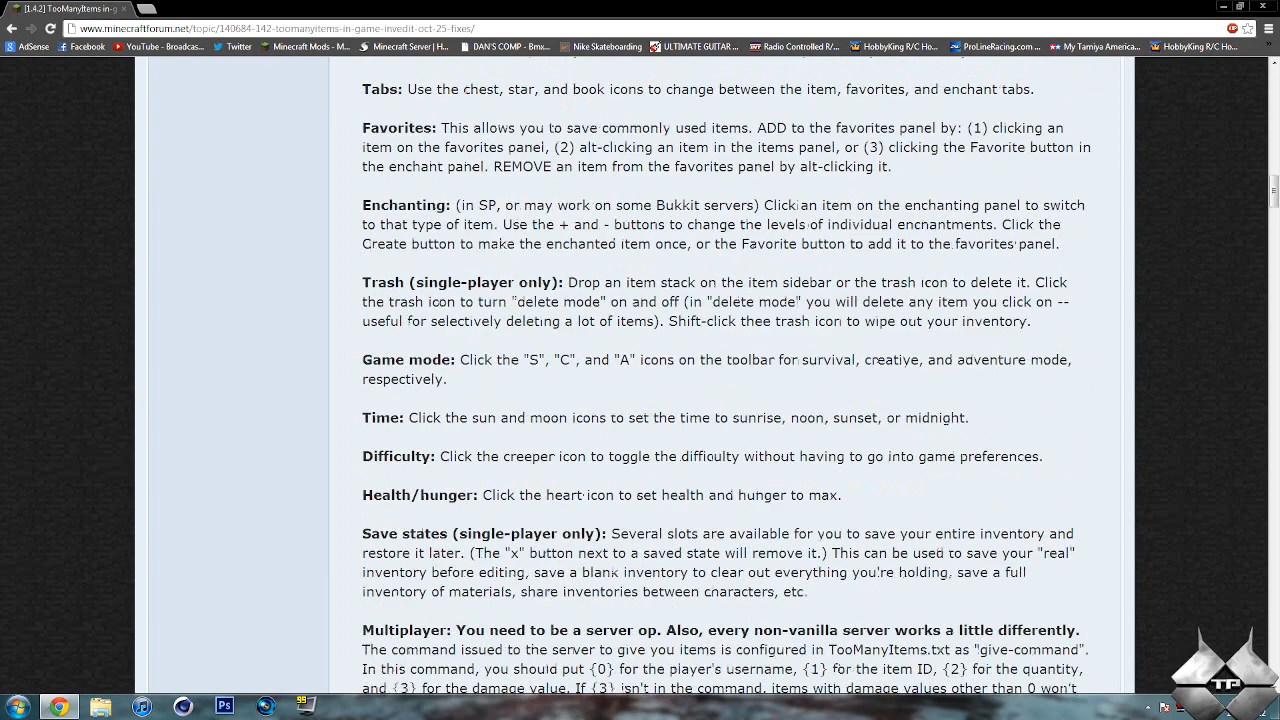 [1.4.2] TooManyItems in-g
www.minecraftforum.net/topic/140684-142-toomanyitems-in-game-invedit-oct-25-fixes/
AdSense Facebook YouTube - Broadcas... Twitter Minecraft Mods - M... Minecraft Server | H... DAN'S COMP - Bmx... Nike Skateboarding ULTIMATE GUITAR ... Radio Controlled R/... HobbyKing R/C Ho... ProLineRacing.com ... My Tamiya America... HobbyKing R/C Ho... »
Tabs: Use the chest, star, and book icons to change between the item, favorites, and enchant tabs.
Favorites: This allows you to save commonly used items. ADD to the favorites panel by: (1) clicking an
item on the favorites panel, (2) alt-clicking an item in the items panel, or (3) clicking the Favorite button in
the enchant panel. REMOVE an item from the favorites panel by alt-clicking it.
Enchanting: (in SP, or may work on some Bukkit servers) Click an item on the enchanting panel to switch
to that type of item. Use the + and - buttons to change the levels of individual enchantments. Click the
Create button to make the enchanted item once, or the Favorite button to add it to the favorites panel.
Trash (single-player only): Drop an item stack on the item sidebar or the trash icon to delete it. Click
the trash icon to turn "delete mode" on and off (in "delete mode" you will delete any item you click on --
useful for selectively deleting a lot of items). Shift-click thee trash icon to wipe out your inventory.
Game mode: Click the "S", "C", and "A" icons on the toolbar for survival, creative, and adventure mode,
respectively.
Time: Click the sun and moon icons to set the time to sunrise, noon, sunset, or midnight.
Difficulty: Click the creeper icon to toggle the difficulty without having to go into game preferences.
Health/hunger: Click the heart icon to set health and hunger to max.
Save states (single-player only): Several slots are available for you to save your entire inventory and
restore it later. (The "x" button next to a saved state will remove it.) This can be used to save your "real"
inventory before editing, save a blank inventory to clear out everything you're holding, save a full
inventory of materials, share inventories between characters, etc.
Multiplayer: You need to be a server op. Also, every non-vanilla server works a little differently.
The command issued to the server to give you items is configured in TooManyItems.txt as "give-command".
In this command, you should put {0} for the player's username, {1} for the item ID, {2} for the quantity,
and {3} for the damage value. If {3} isn't in the command, items with damage values other than 0 won't
TP
Ps
99